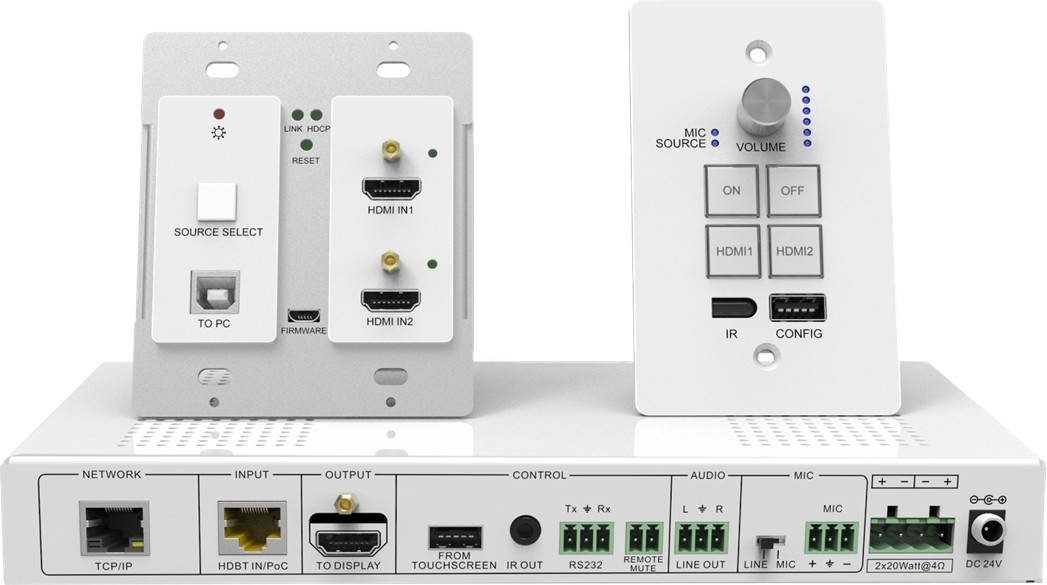 LINK HDCP
RESET
SOURCE SELECT
TO PC
FIRMWARE
HDMI IN1
HDMI IN2
MIC
SOURCE
VOLUME
ON
OFF
HDMI1
HDMI2
IR
CONFIG
NETWORK
TCP/IP
INPUT
HDBT IN/PoC
OUTPUT
TO DISPLAY
CONTROL
FROM
TOUCHSCREEN
IR OUT
Tx Rx
RS232
REMOTE
MUTE
AUDIO
L R
LINE OUT
MIC
LINE MIC
MIC
+ −
+ − − +
2x20Watt@4Ω
DC 24V